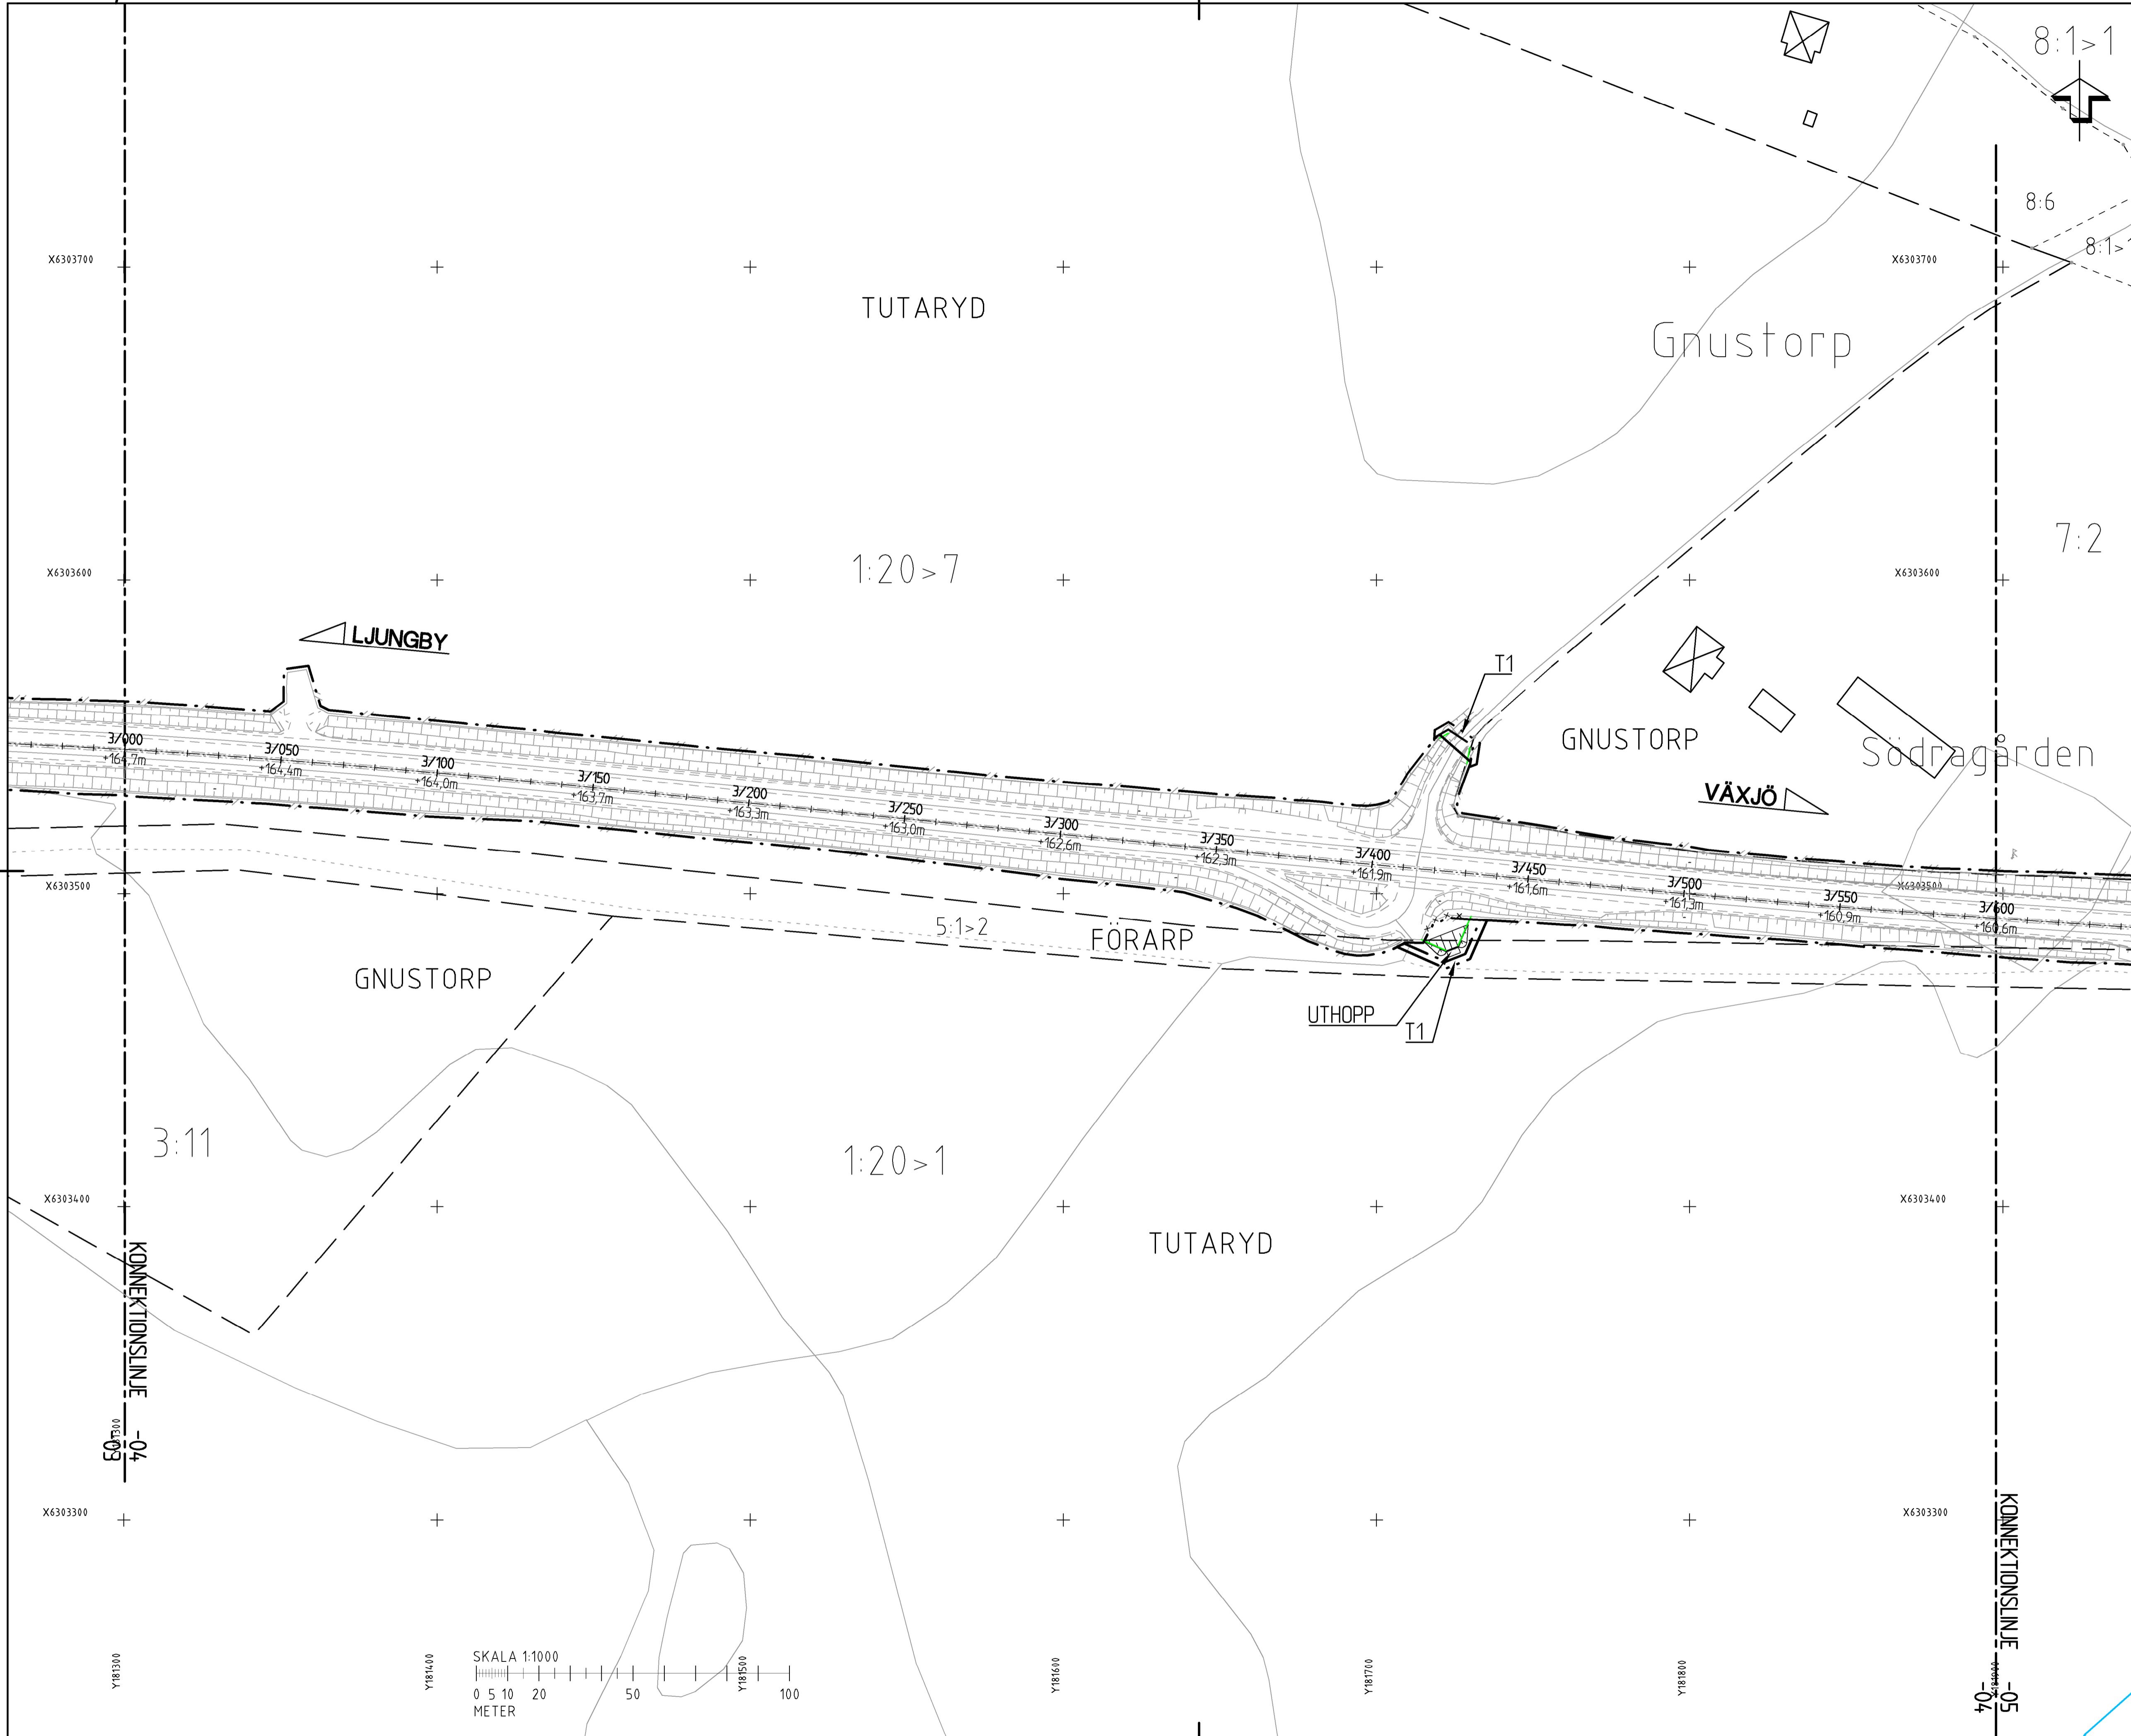 8:1>1
8:6
8:1>
X6303700
X6303700
TUTARYD
Gnustorp
7:2
1:20>7
X6303600
X6303600
LJUNGBY
T1
GNUSTORP
Södragården
VÄXJÖ
3/000
+164,7m
3/050
+164,4m
3/100
+164,0m
3/150
+163,7m
3/200
+163,3m
3/250
+163,0m
3/300
+162,6m
3/350
+162,3m
3/400
+161,9m
3/450
+161,6m
3/500
+161,3m
3/550
+160,9m
3/600
+160,6m
X6303500
X6303500
5:1>2
FÖRARP
GNUSTORP
UTHOPP
T1
3:11
1:20>1
X6303400
X6303400
TUTARYD
KONNEKTIONSLINJE
-03
-04
Y181300
X6303300
X6303300
KONNEKTIONSLINJE
-04
-05
Y181300
Y181400
Y181500
Y181600
Y181700
Y181800
Y181900
SKALA 1:1000
0 5 10 20 50 100
METER